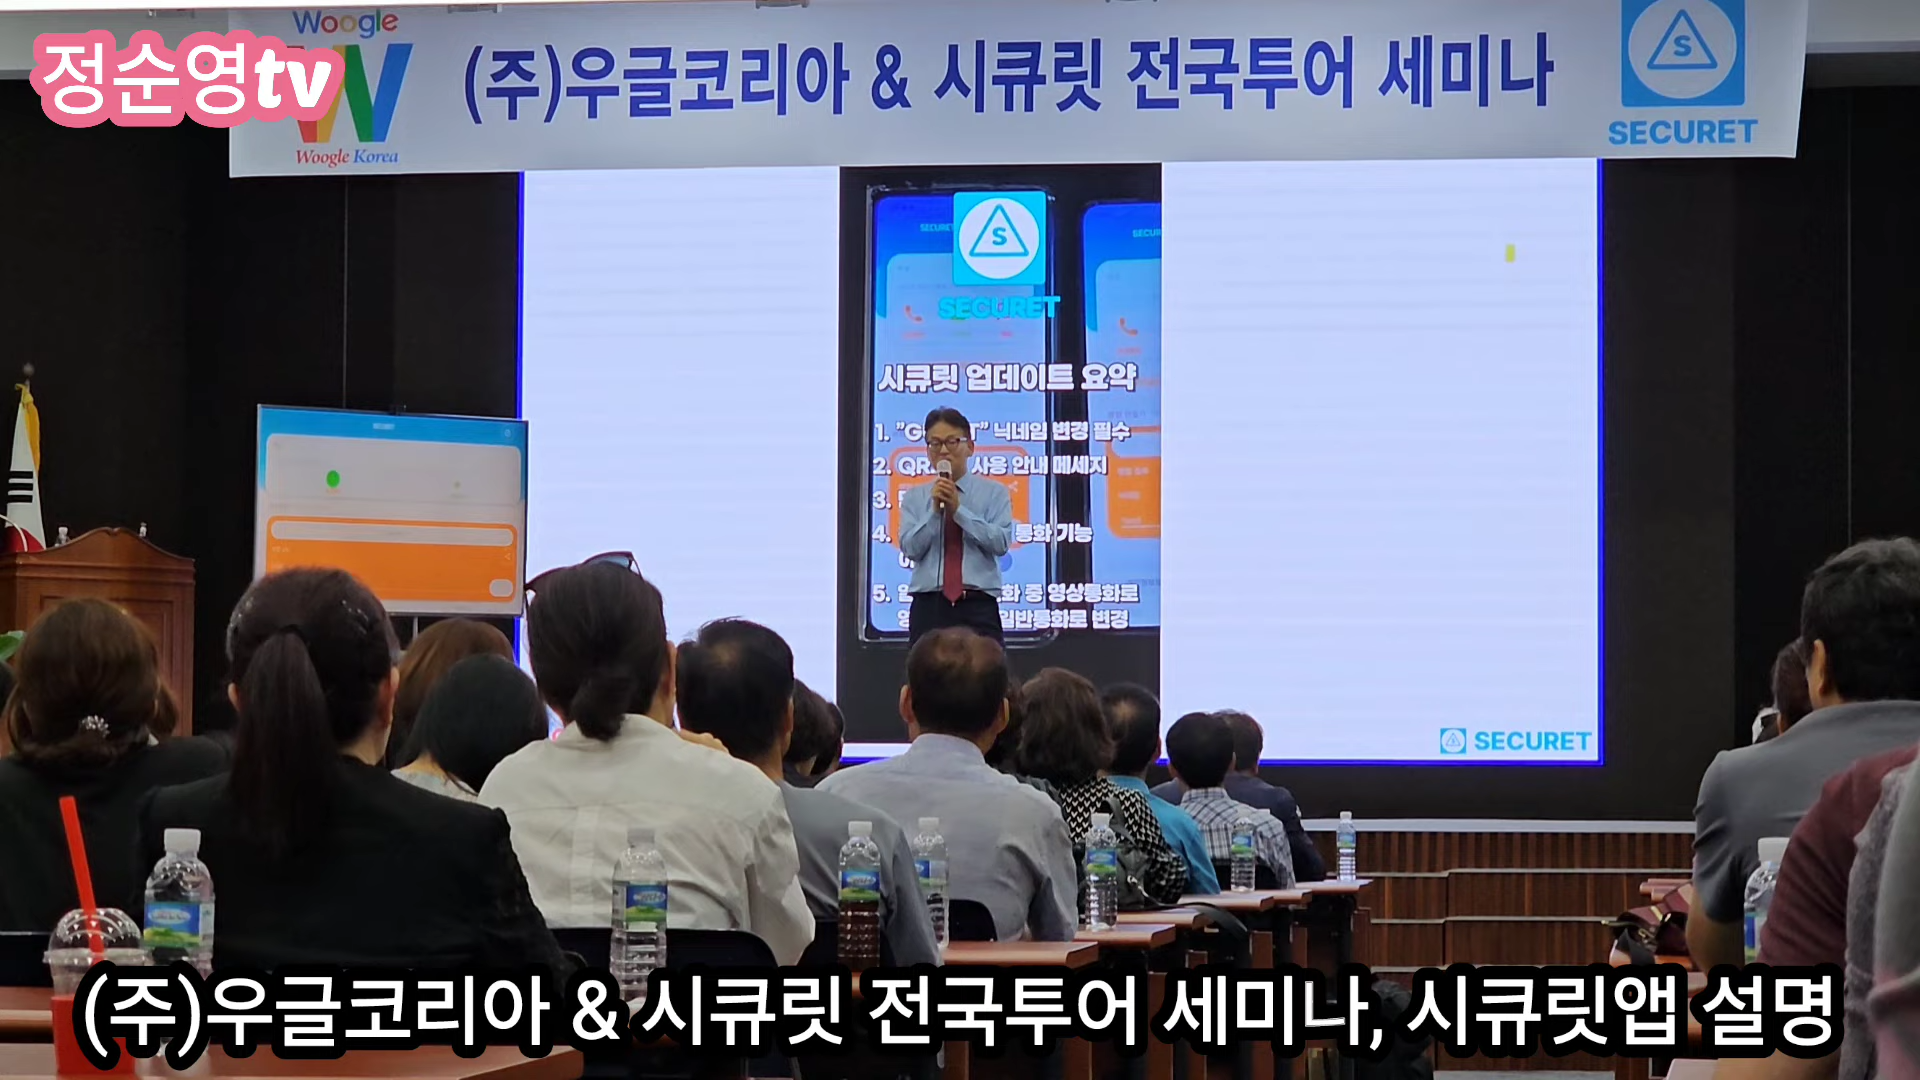 정순영tv
Woogle
Woogle Korea
(주)우글코리아 & 시큐릿 전국투어 세미나
SECURET
SECURET
시큐릿 업데이트 요약
1. 닉네임 변경 필수
2. 사용 안내 메세지
3.
4. 통화 기능
5. 중 영상통화로
일반통화로 변경
SECURET
(주)우글코리아 & 시큐릿 전국투어 세미나, 시큐릿앱 설명